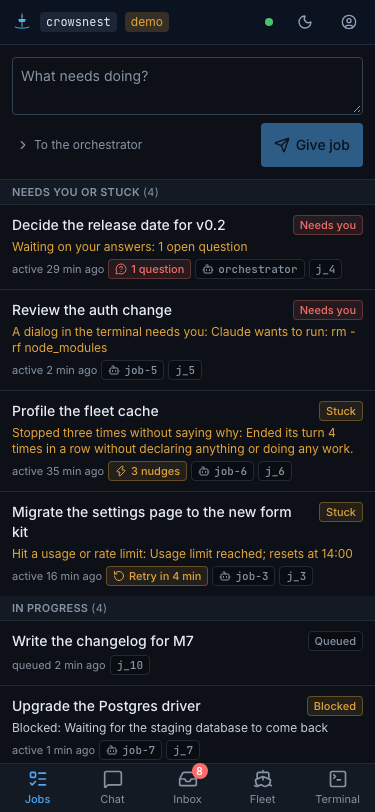 crowsnest demo
What needs doing?
To the orchestrator
Give job
NEEDS YOU OR STUCK (4)
Decide the release date for v0.2
Needs you
Waiting on your answers: 1 open question
active 29 min ago 1 question orchestrator j_4
Review the auth change
Needs you
A dialog in the terminal needs you: Claude wants to run: rm -
rf node_modules
active 2 min ago job-5 j_5
Profile the fleet cache
Stuck
Stopped three times without saying why: Ended its turn 4
times in a row without declaring anything or doing any work.
active 35 min ago 3 nudges job-6 j_6
Migrate the settings page to the new form
kit
Stuck
Hit a usage or rate limit: Usage limit reached; resets at 14:00
active 16 min ago Retry in 4 min job-3 j_3
IN PROGRESS (4)
Write the changelog for M7
Queued
queued 2 min ago j_10
Upgrade the Postgres driver
Blocked
Blocked: Waiting for the staging database to come back
active 1 min ago job-7 j_7
8
Jobs Chat Inbox Fleet Terminal